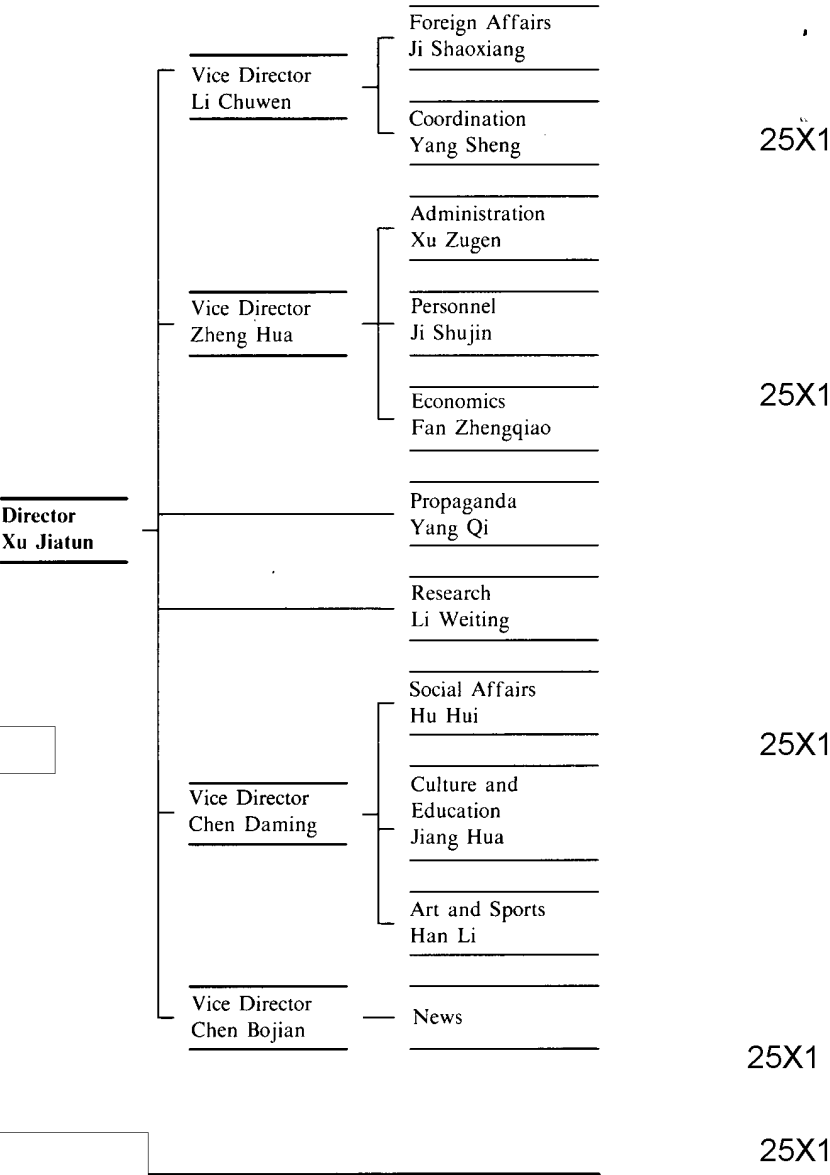 Foreign Affairs
Ji Shaoxiang
Vice Director
Li Chuwen
Coordination
Yang Sheng
25X1
Administration
Xu Zugen
Vice Director
Zheng Hua
Personnel
Ji Shujin
Economics
Fan Zhengqiao
25X1
Director
Xu Jiatun
Propaganda
Yang Qi
Research
Li Weiting
Social Affairs
Hu Hui
25X1
Vice Director
Chen Daming
Culture and
Education
Jiang Hua
Art and Sports
Han Li
Vice Director
Chen Bojian
News
25X1
25X1